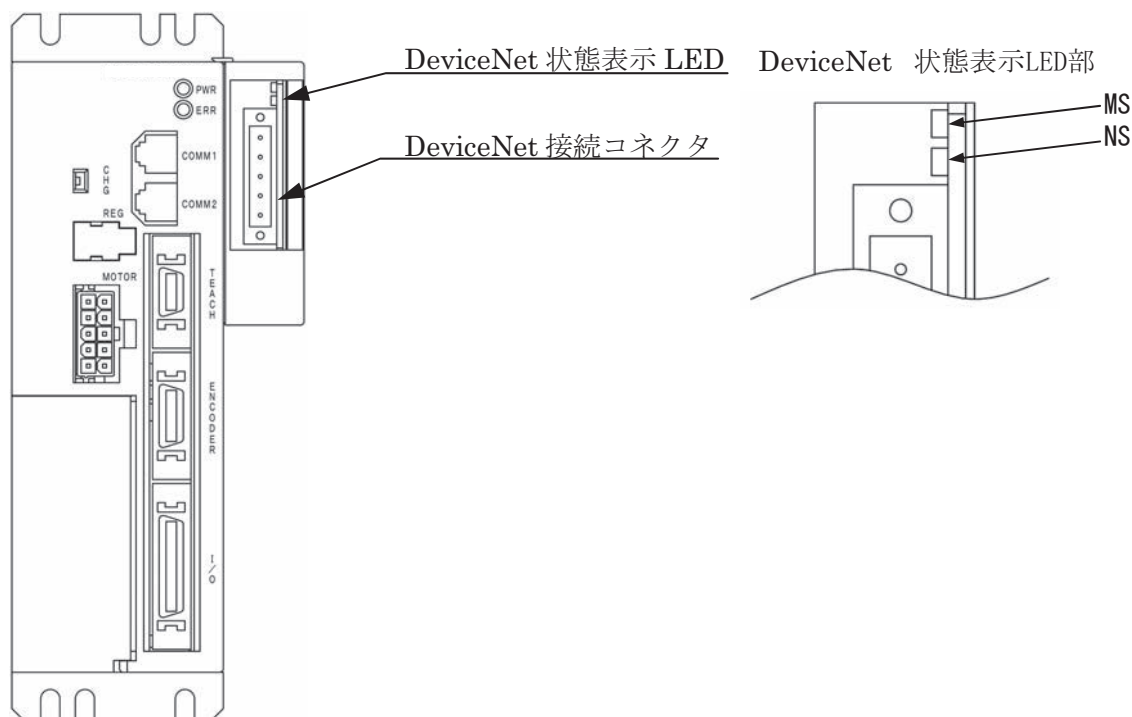 DeviceNet 状態表示 LED
DeviceNet 状態表示LED部
PWR
ERR
MS
NS
DeviceNet 接続コネクタ
COMM1
CHG
COMM2
REG
MOTOR
TEACH
ENCODER
I/O